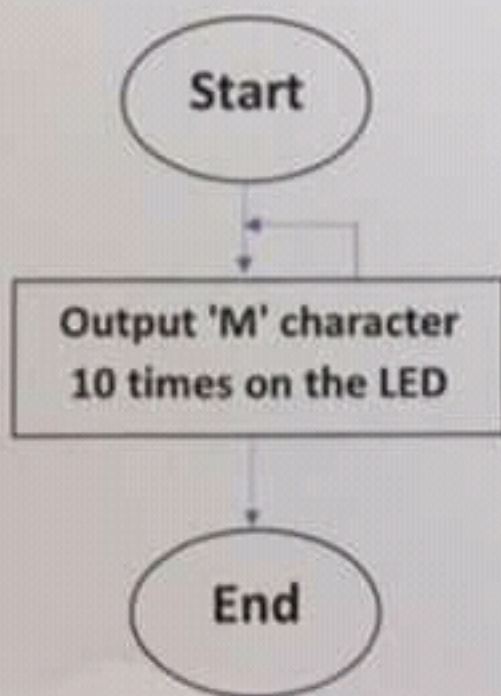 Start
Output 'M' character
10 times on the LED
End